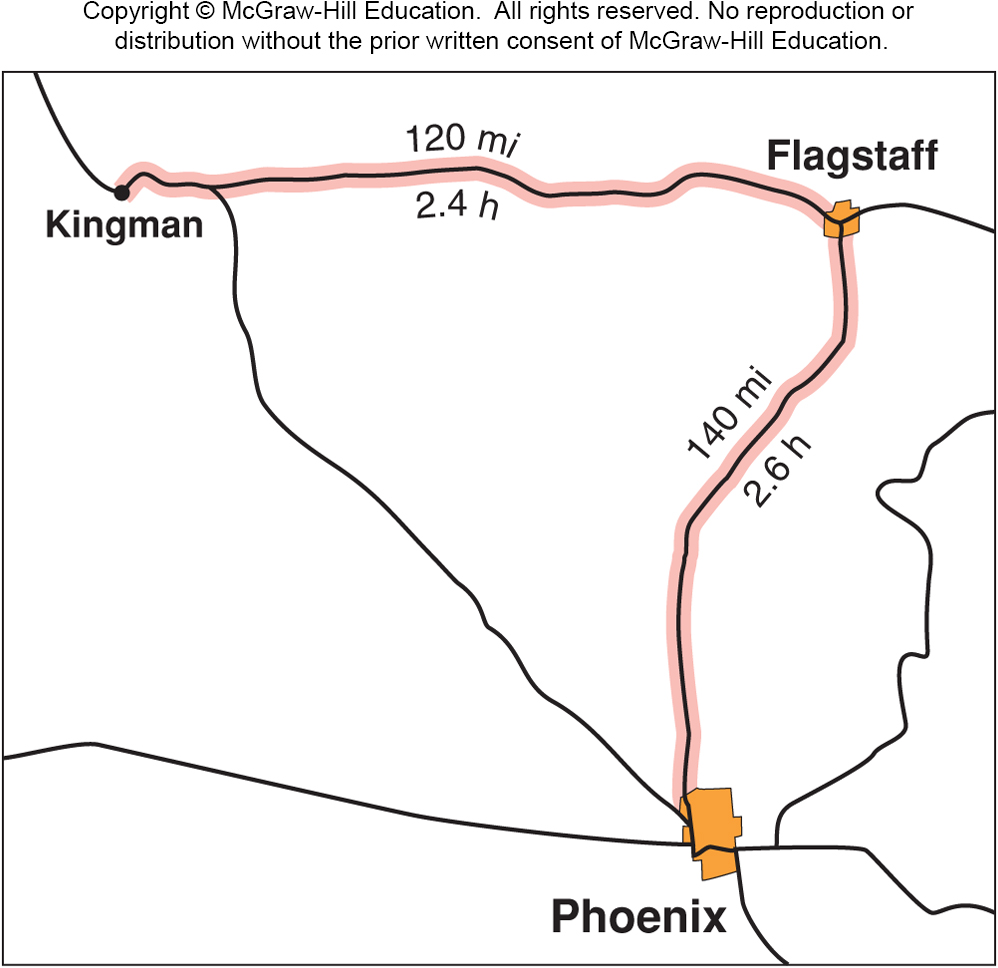 Copyright © McGraw-Hill Education.  All rights reserved. No reproduction or
distribution without the prior written consent of McGraw-Hill Education.
120 mi
Flagstaff
2.4 h
Kingman
140 mi
2.6 h
Phoenix